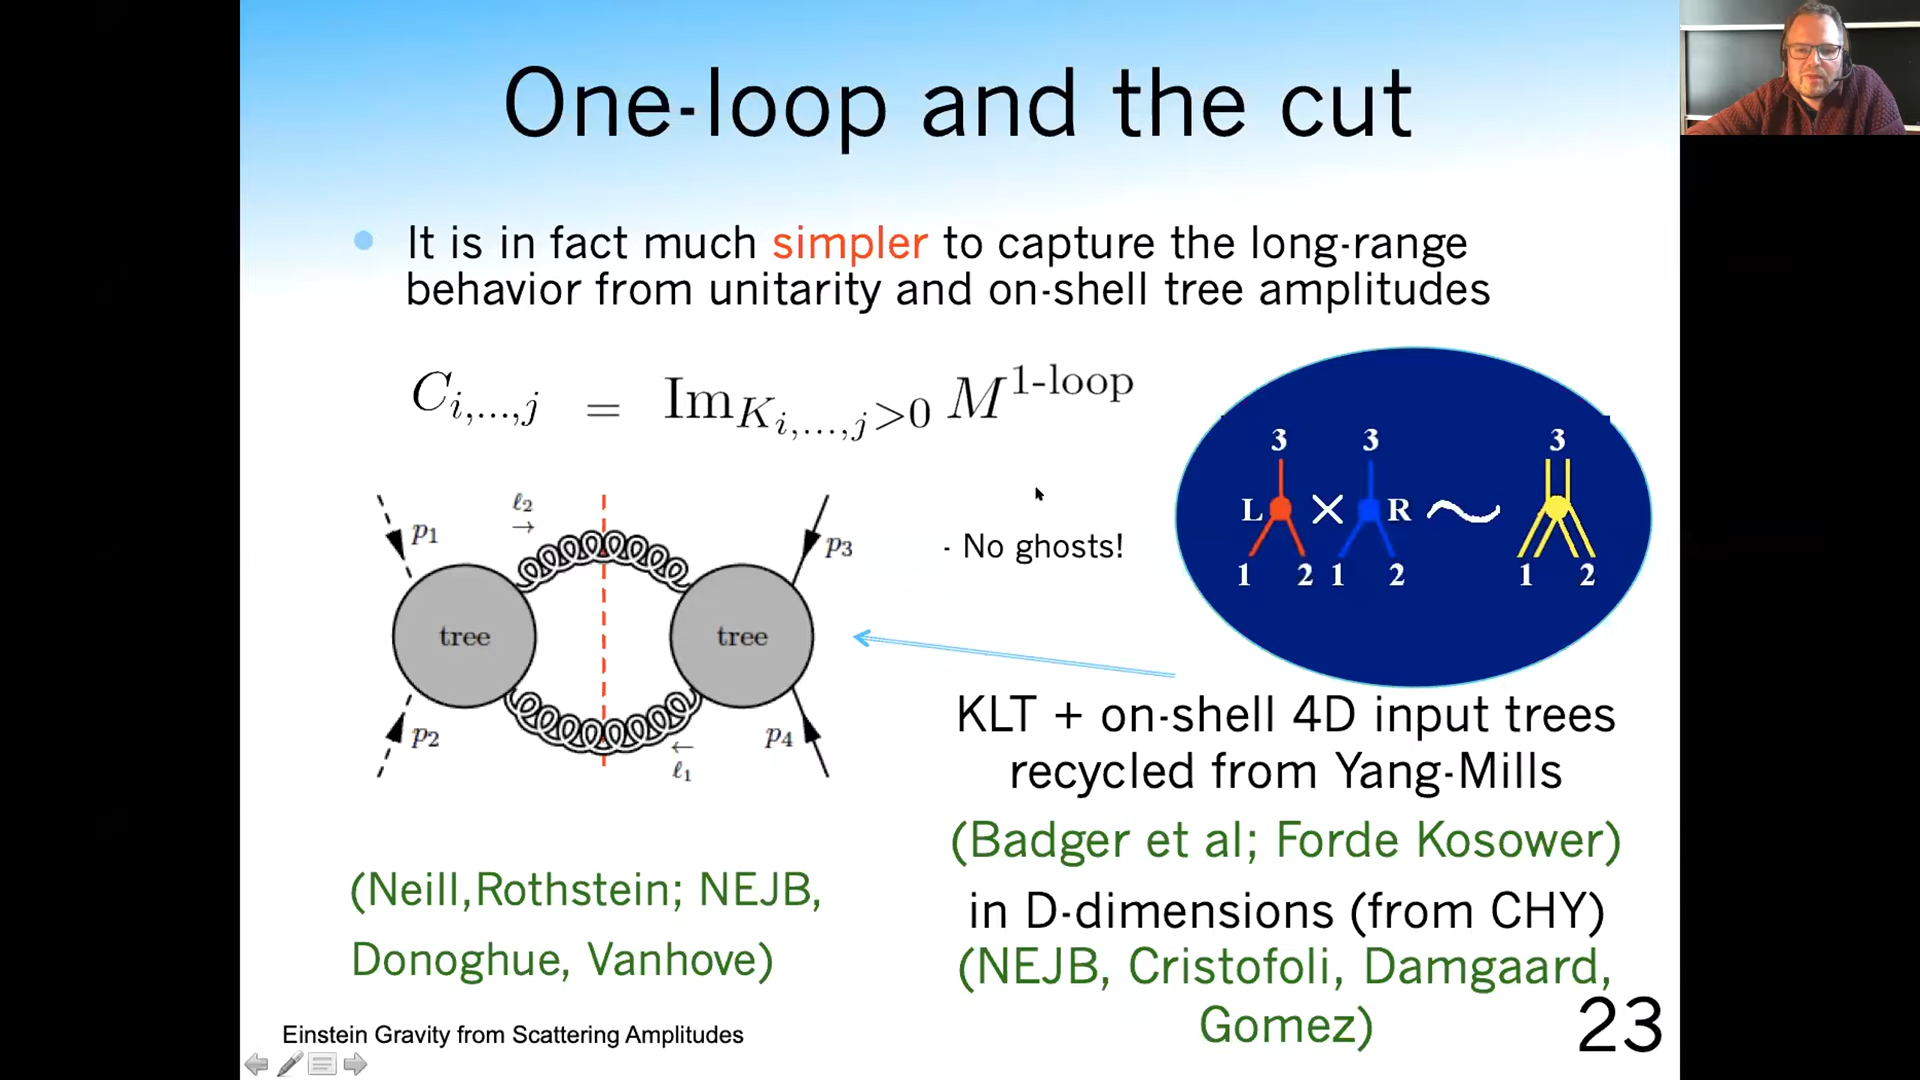 One-loop and the cut
It is in fact much simpler to capture the long-range
behavior from unitarity and on-shell tree amplitudes
C_{i,...,j} = Im_{K_{i,...,j}>0} M^{1-loop}
3 3 3
L × R ∼
1 2 1 2 1 2
ℓ2
→
p1
p3
- No ghosts!
tree tree
p2
p4
←
ℓ1
KLT + on-shell 4D input trees
recycled from Yang-Mills
(Badger et al; Forde Kosower)
(Neill,Rothstein; NEJB,
Donoghue, Vanhove)
in D-dimensions (from CHY)
(NEJB, Cristofoli, Damgaard,
Gomez)
Einstein Gravity from Scattering Amplitudes
23